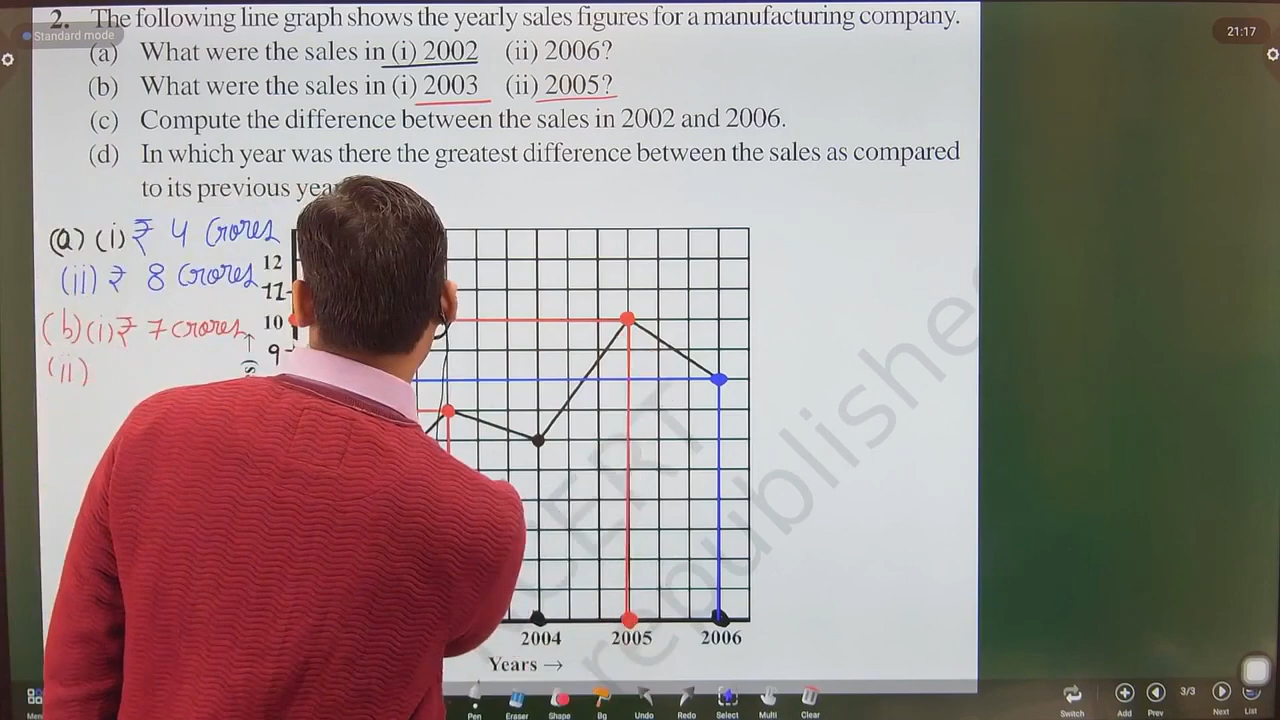 2. The following line graph shows the yearly sales figures for a manufacturing company.
Standard mode
21:17
(a) What were the sales in (i) 2002 (ii) 2006?
(b) What were the sales in (i) 2003 (ii) 2005?
(c) Compute the difference between the sales in 2002 and 2006.
(d) In which year was there the greatest difference between the sales as compared
to its previous
(a) (i) ₹ 4 Crores
(ii) ₹ 8 Crores
(b) (i) ₹ 7 crores
(ii)
12
11
10
9
2004 2005 2006
Years →
NCERT
republished
Pen Eraser Shape Bg Undo Redo Select Multi Clear
Switch Add Prev 3/3 Next List